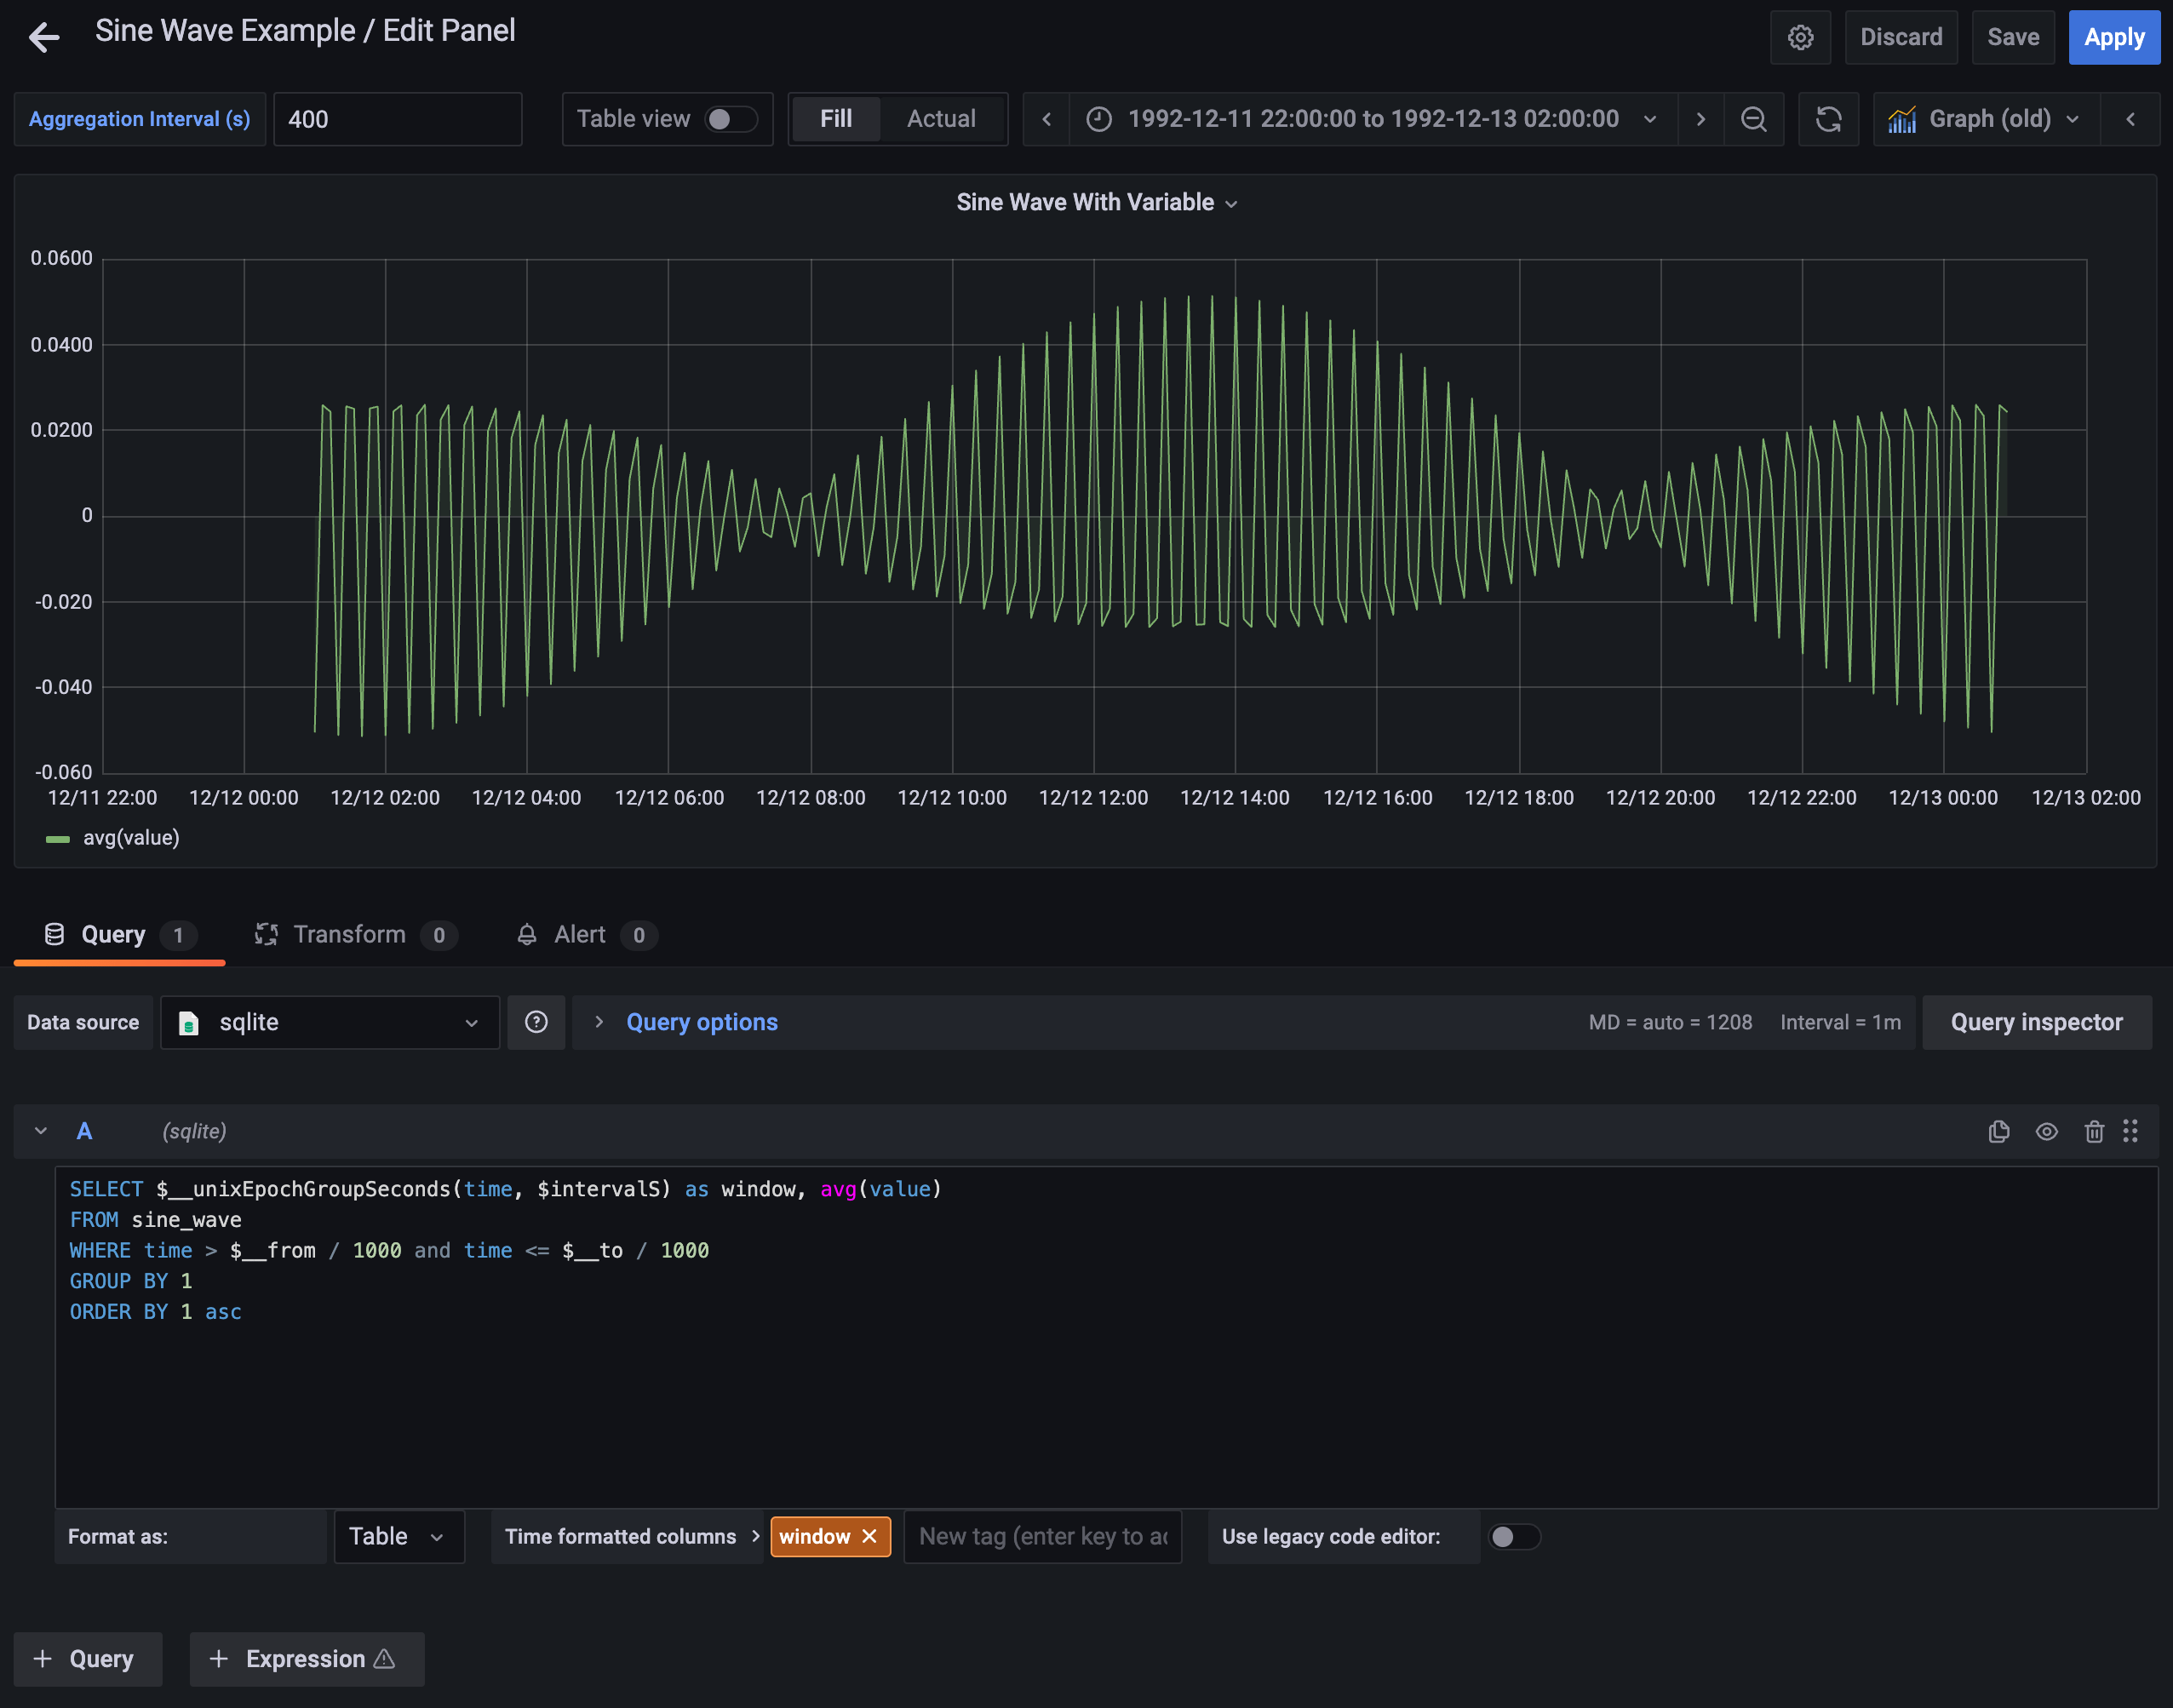 Sine Wave Example / Edit Panel
Discard
Save
Apply
Aggregation Interval (s)
400
Table view
Fill
Actual
1992-12-11 22:00:00 to 1992-12-13 02:00:00
Graph (old)
Sine Wave With Variable
0.0600
0.0400
0.0200
0
-0.020
-0.040
-0.060
12/11 22:00
12/12 00:00
12/12 02:00
12/12 04:00
12/12 06:00
12/12 08:00
12/12 10:00
12/12 12:00
12/12 14:00
12/12 16:00
12/12 18:00
12/12 20:00
12/12 22:00
12/13 00:00
12/13 02:00
avg(value)
Query 1
Transform 0
Alert 0
Data source
sqlite
Query options
MD = auto = 1208
Interval = 1m
Query inspector
A
(sqlite)
SELECT $__unixEpochGroupSeconds(time, $intervalS) as window, avg(value)
FROM sine_wave
WHERE time > $__from / 1000 and time <= $__to / 1000
GROUP BY 1
ORDER BY 1 asc
Format as:
Table
Time formatted columns
window
New tag (enter key to ac
Use legacy code editor:
+ Query
+ Expression